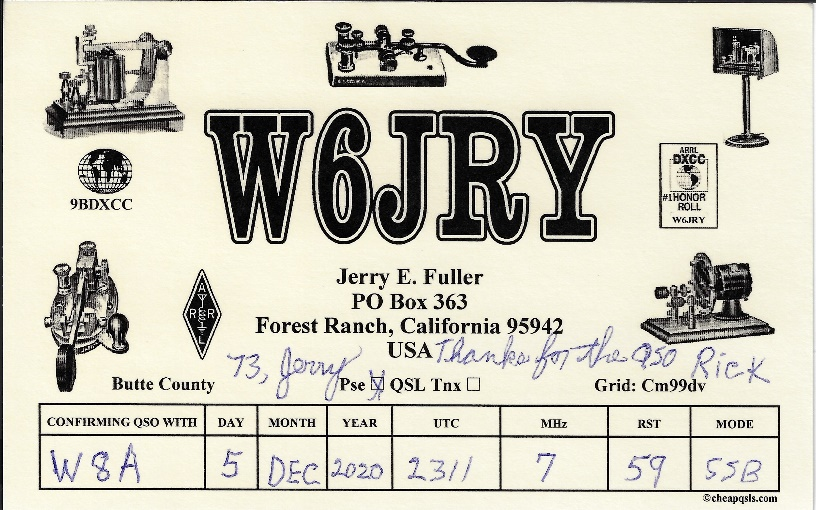 W6JRY
9BDXCC
ARRL
DXCC
#1 HONOR
ROLL
W6JRY
A
R R
L
Jerry E. Fuller
PO Box 363
Forest Ranch, California 95942
USA Thanks for the QSO Rick
73, Jerry
Butte County Pse ☑ QSL Tnx ☐ Grid: Cm99dv
CONFIRMING QSO WITH DAY MONTH YEAR UTC MHz RST MODE
W8A 5 DEC 2020 2311 7 59 SSB
©cheapqsls.com